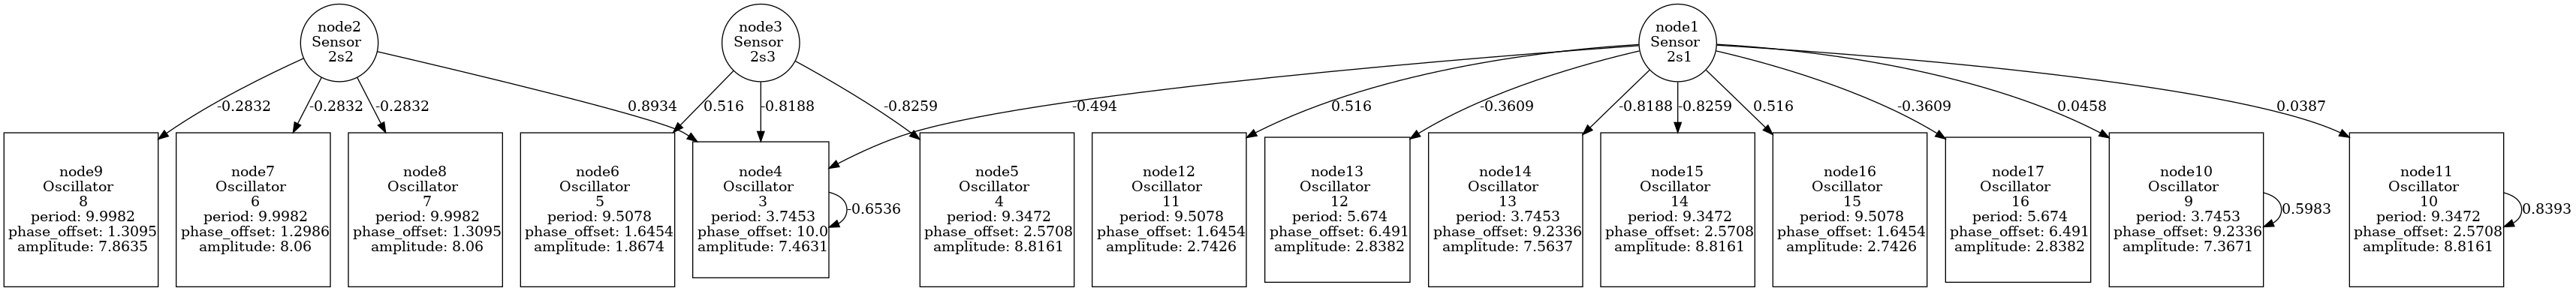 node2
Sensor
2s2
node3
Sensor
2s3
node1
Sensor
2s1
-0.2832
-0.2832
-0.2832
0.8934
0.516
-0.8188
-0.8259
-0.494
0.516
-0.3609
-0.8188
-0.8259
0.516
-0.3609
0.0458
0.0387
node9
Oscillator
8
period: 9.9982
phase_offset: 1.3095
amplitude: 7.8635
node7
Oscillator
6
period: 9.9982
phase_offset: 1.2986
amplitude: 8.06
node8
Oscillator
7
period: 9.9982
phase_offset: 1.3095
amplitude: 8.06
node6
Oscillator
5
period: 9.5078
phase_offset: 1.6454
amplitude: 1.8674
node4
Oscillator
3
period: 3.7453
phase_offset: 10.0
amplitude: 7.4631
-0.6536
node5
Oscillator
4
period: 9.3472
phase_offset: 2.5708
amplitude: 8.8161
node12
Oscillator
11
period: 9.5078
phase_offset: 1.6454
amplitude: 2.7426
node13
Oscillator
12
period: 5.674
phase_offset: 6.491
amplitude: 2.8382
node14
Oscillator
13
period: 3.7453
phase_offset: 9.2336
amplitude: 7.5637
node15
Oscillator
14
period: 9.3472
phase_offset: 2.5708
amplitude: 8.8161
node16
Oscillator
15
period: 9.5078
phase_offset: 1.6454
amplitude: 2.7426
node17
Oscillator
16
period: 5.674
phase_offset: 6.491
amplitude: 2.8382
node10
Oscillator
9
period: 3.7453
phase_offset: 9.2336
amplitude: 7.3671
0.5983
node11
Oscillator
10
period: 9.3472
phase_offset: 2.5708
amplitude: 8.8161
0.8393